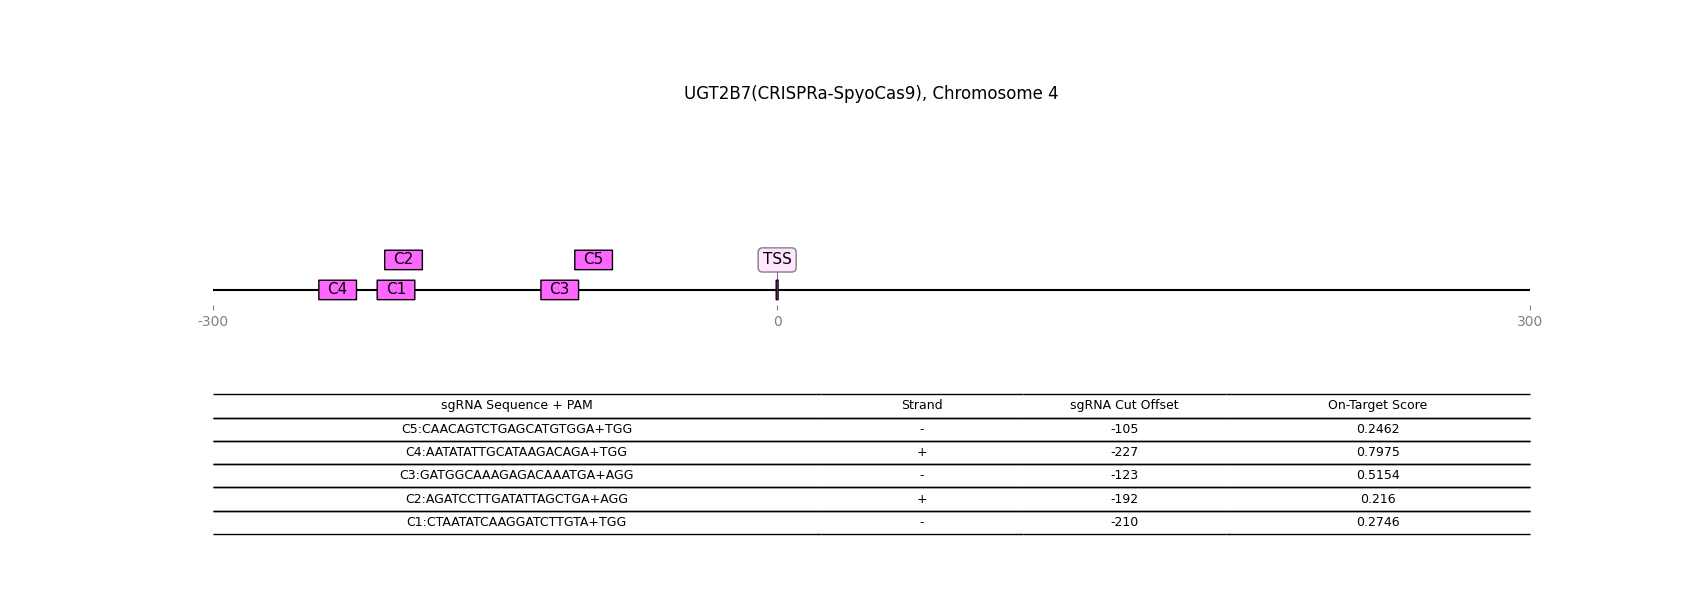 UGT2B7(CRISPRa-SpyoCas9), Chromosome 4
C2 C5 TSS
C4 C1 C3
-300 0 300
sgRNA Sequence + PAM Strand sgRNA Cut Offset On-Target Score
C5:CAACAGTCTGAGCATGTGGA+TGG - -105 0.2462
C4:AATATATTGCATAAGACAGA+TGG + -227 0.7975
C3:GATGGCAAAGAGACAAATGA+AGG - -123 0.5154
C2:AGATCCTTGATATTAGCTGA+AGG + -192 0.216
C1:CTAATATCAAGGATCTTGTA+TGG - -210 0.2746